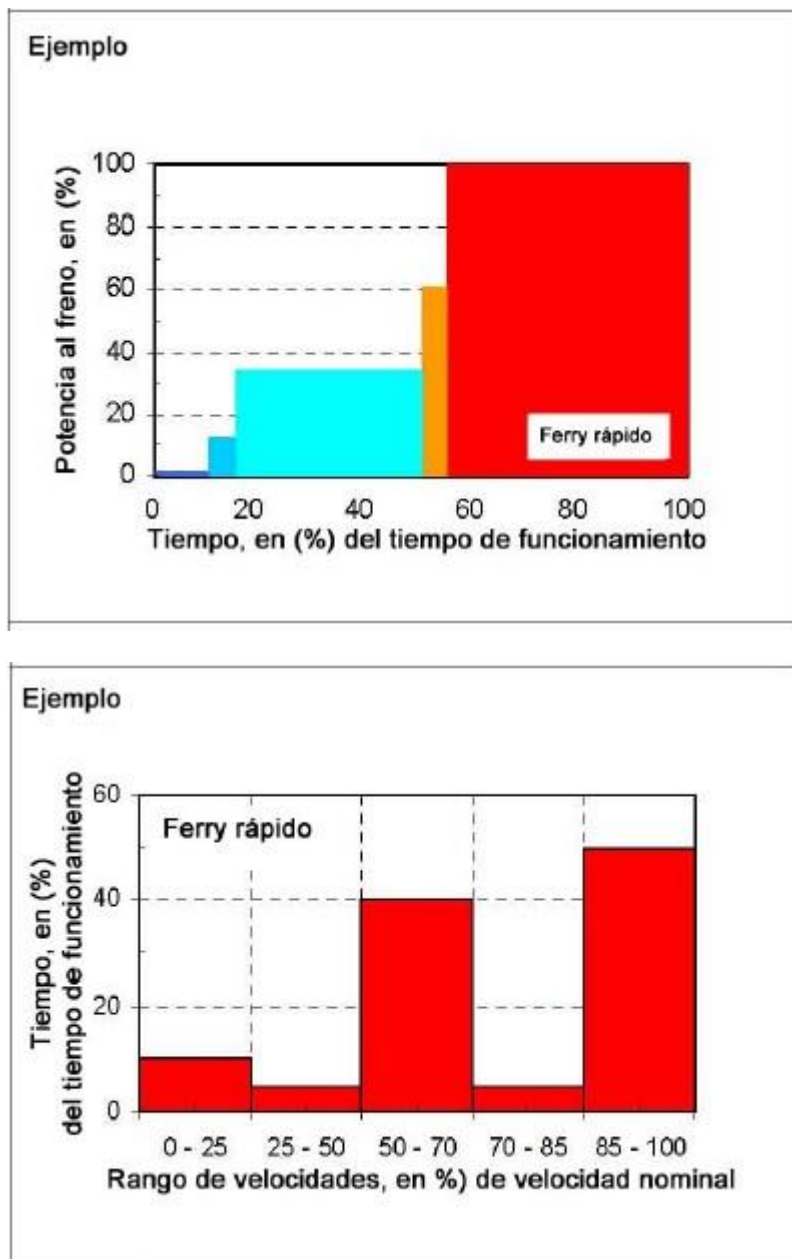 Ejemplo
Potencia al freno, en (%)
100
80
60
40
20
0
Ferry rápido
0 20 40 60 80 100
Tiempo, en (%) del tiempo de funcionamiento
Ejemplo
Tiempo, en (%)
del tiempo de funcionamiento
60
40
20
0
Ferry rápido
0 - 25 25 - 50 50 - 70 70 - 85 85 - 100
Rango de velocidades, en %) de velocidad nominal